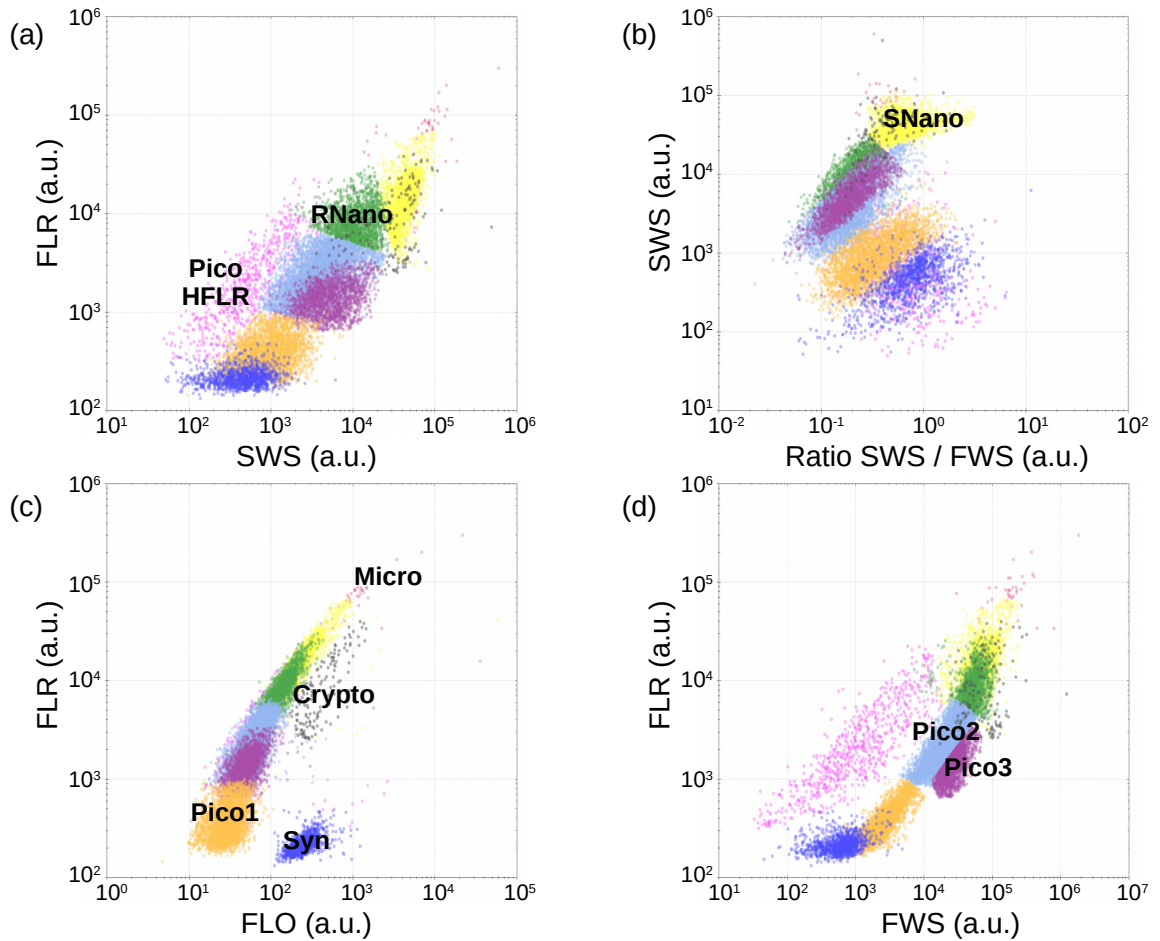 (a)
10⁶
10⁵
10⁴
10³
10²
FLR (a.u.)
RNano
Pico
HFLR
10¹ 10² 10³ 10⁴ 10⁵ 10⁶
SWS (a.u.)
(b)
10⁶
10⁵
10⁴
10³
10²
10¹
SWS (a.u.)
SNano
10⁻² 10⁻¹ 10⁰ 10¹ 10²
Ratio SWS / FWS (a.u.)
(c)
10⁶
10⁵
10⁴
10³
10²
FLR (a.u.)
Micro
Crypto
Pico1
Syn
10⁰ 10¹ 10² 10³ 10⁴ 10⁵
FLO (a.u.)
(d)
10⁶
10⁵
10⁴
10³
10²
FLR (a.u.)
Pico2
Pico3
10¹ 10² 10³ 10⁴ 10⁵ 10⁶ 10⁷
FWS (a.u.)